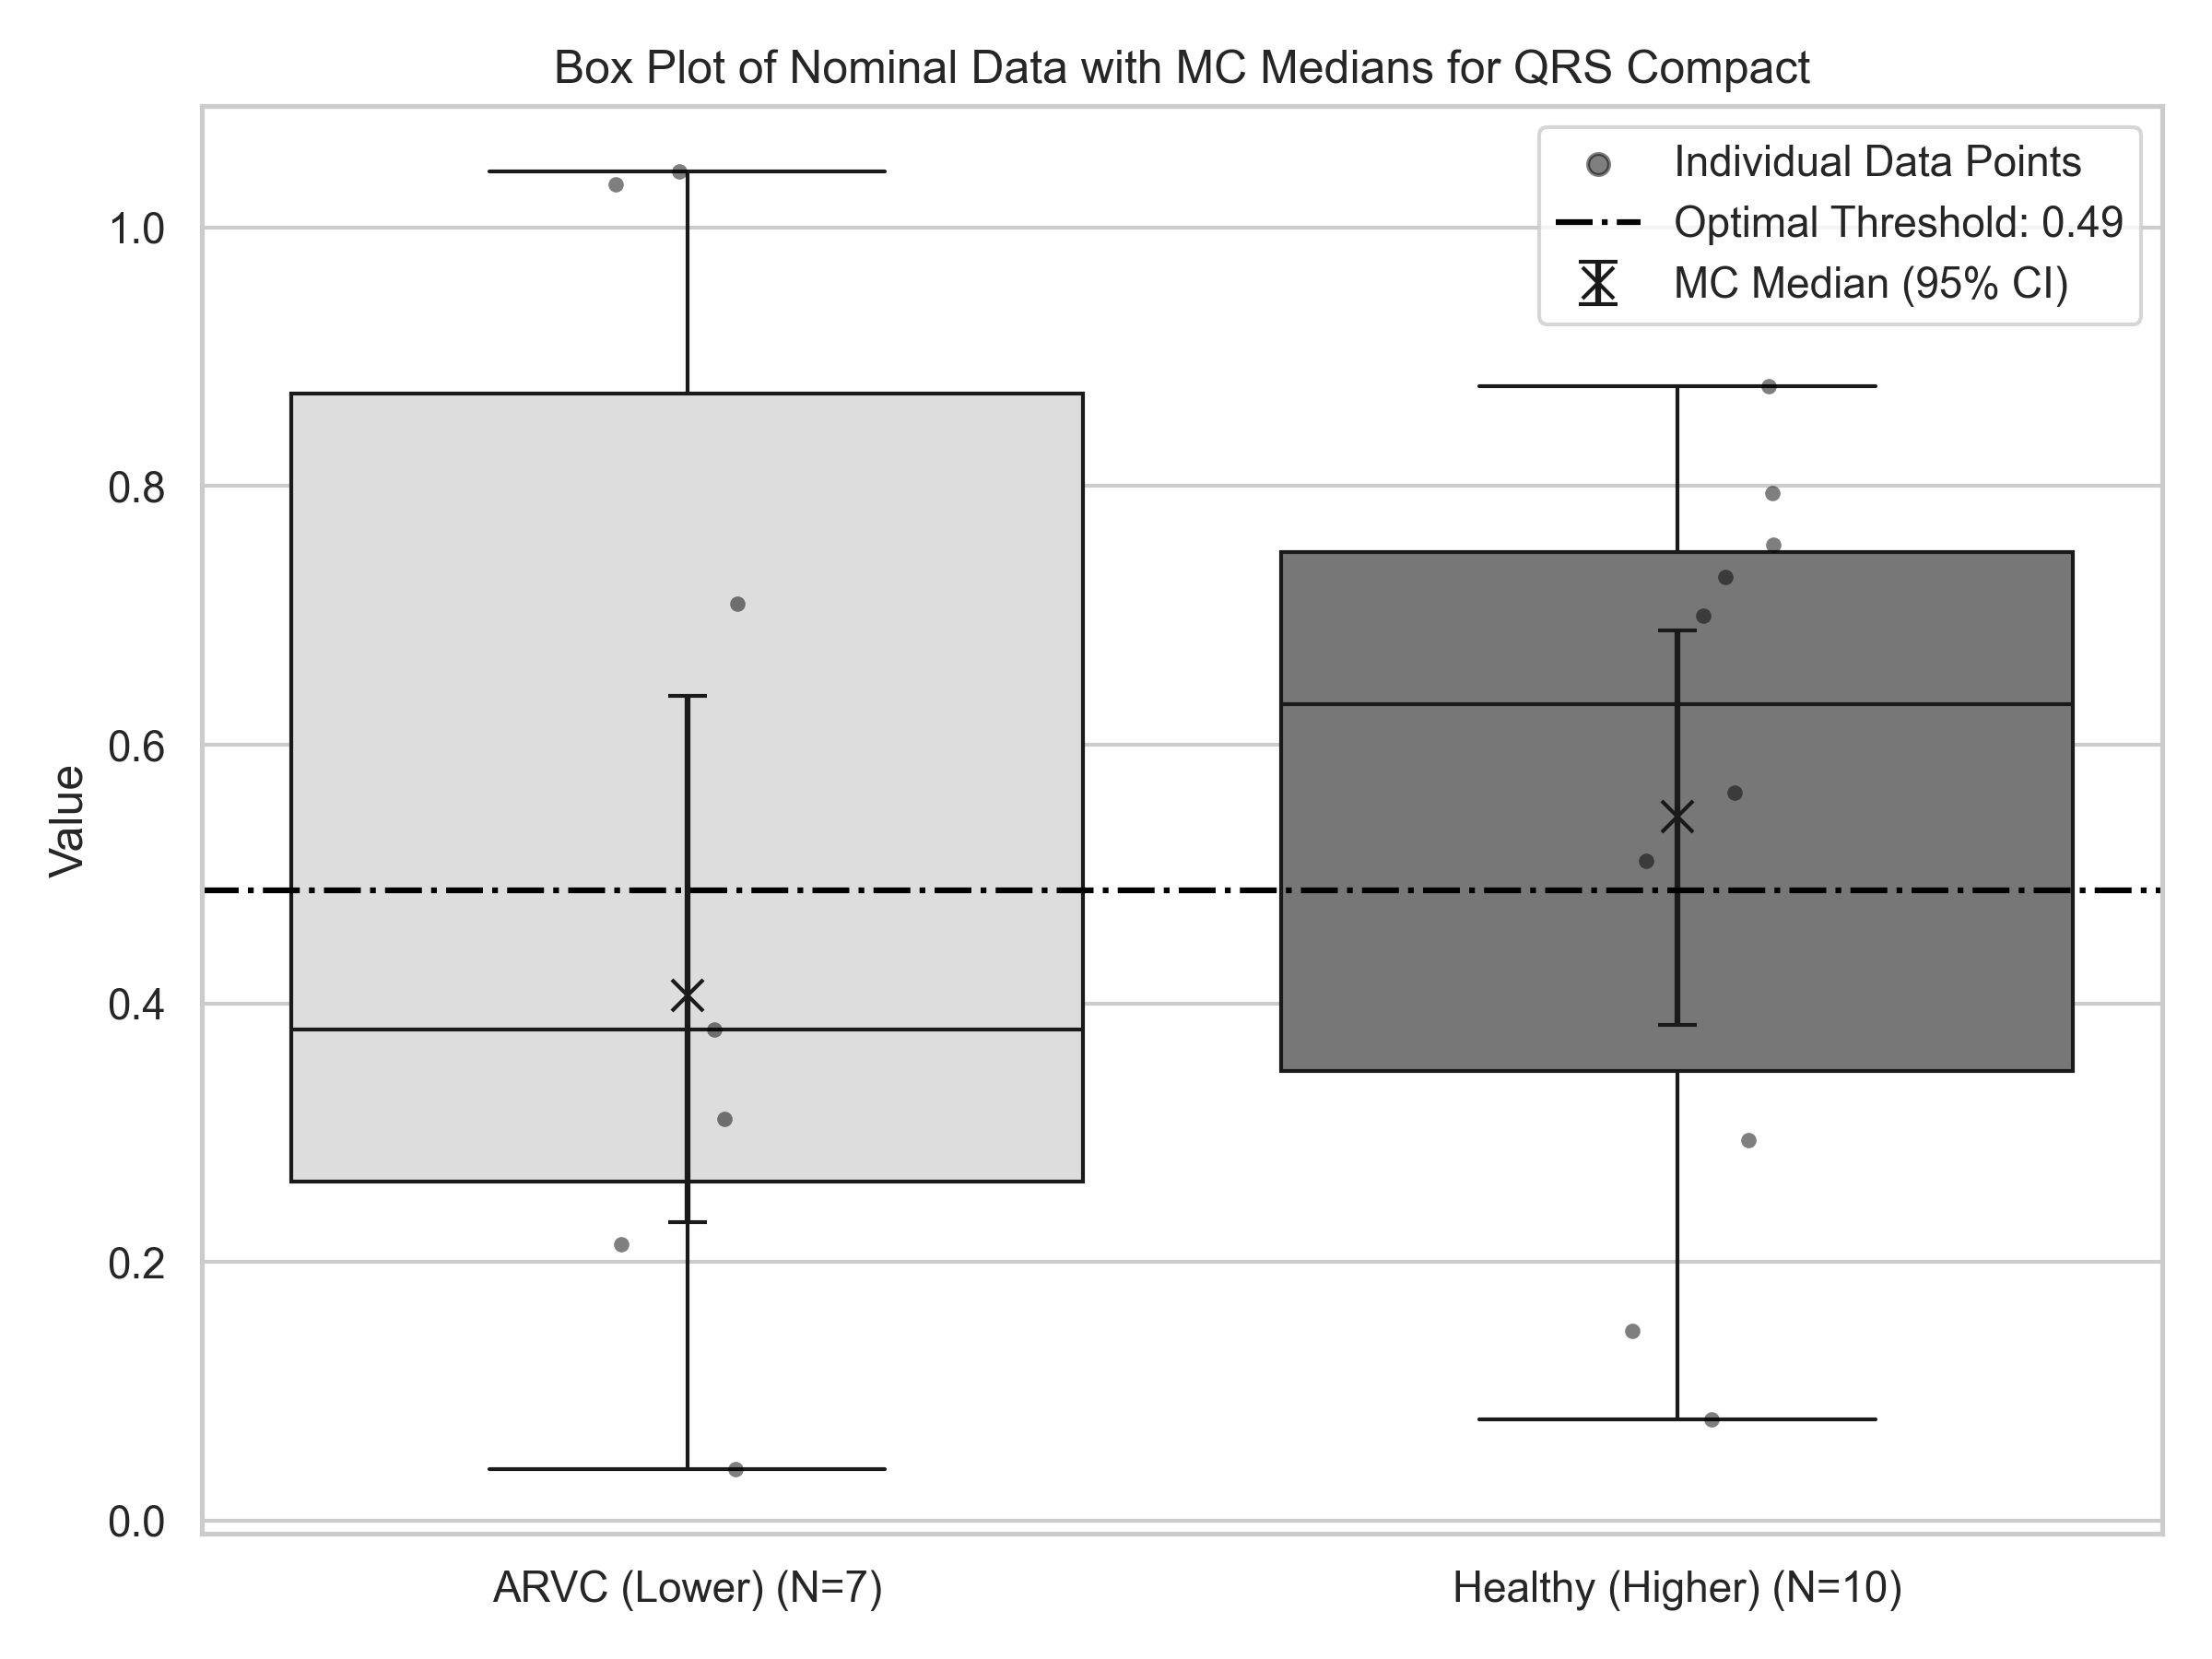 Box Plot of Nominal Data with MC Medians for QRS Compact
Individual Data Points
Optimal Threshold: 0.49
MC Median (95% CI)
1.0
0.8
0.6
0.4
0.2
0.0
Value
ARVC (Lower) (N=7)
Healthy (Higher) (N=10)